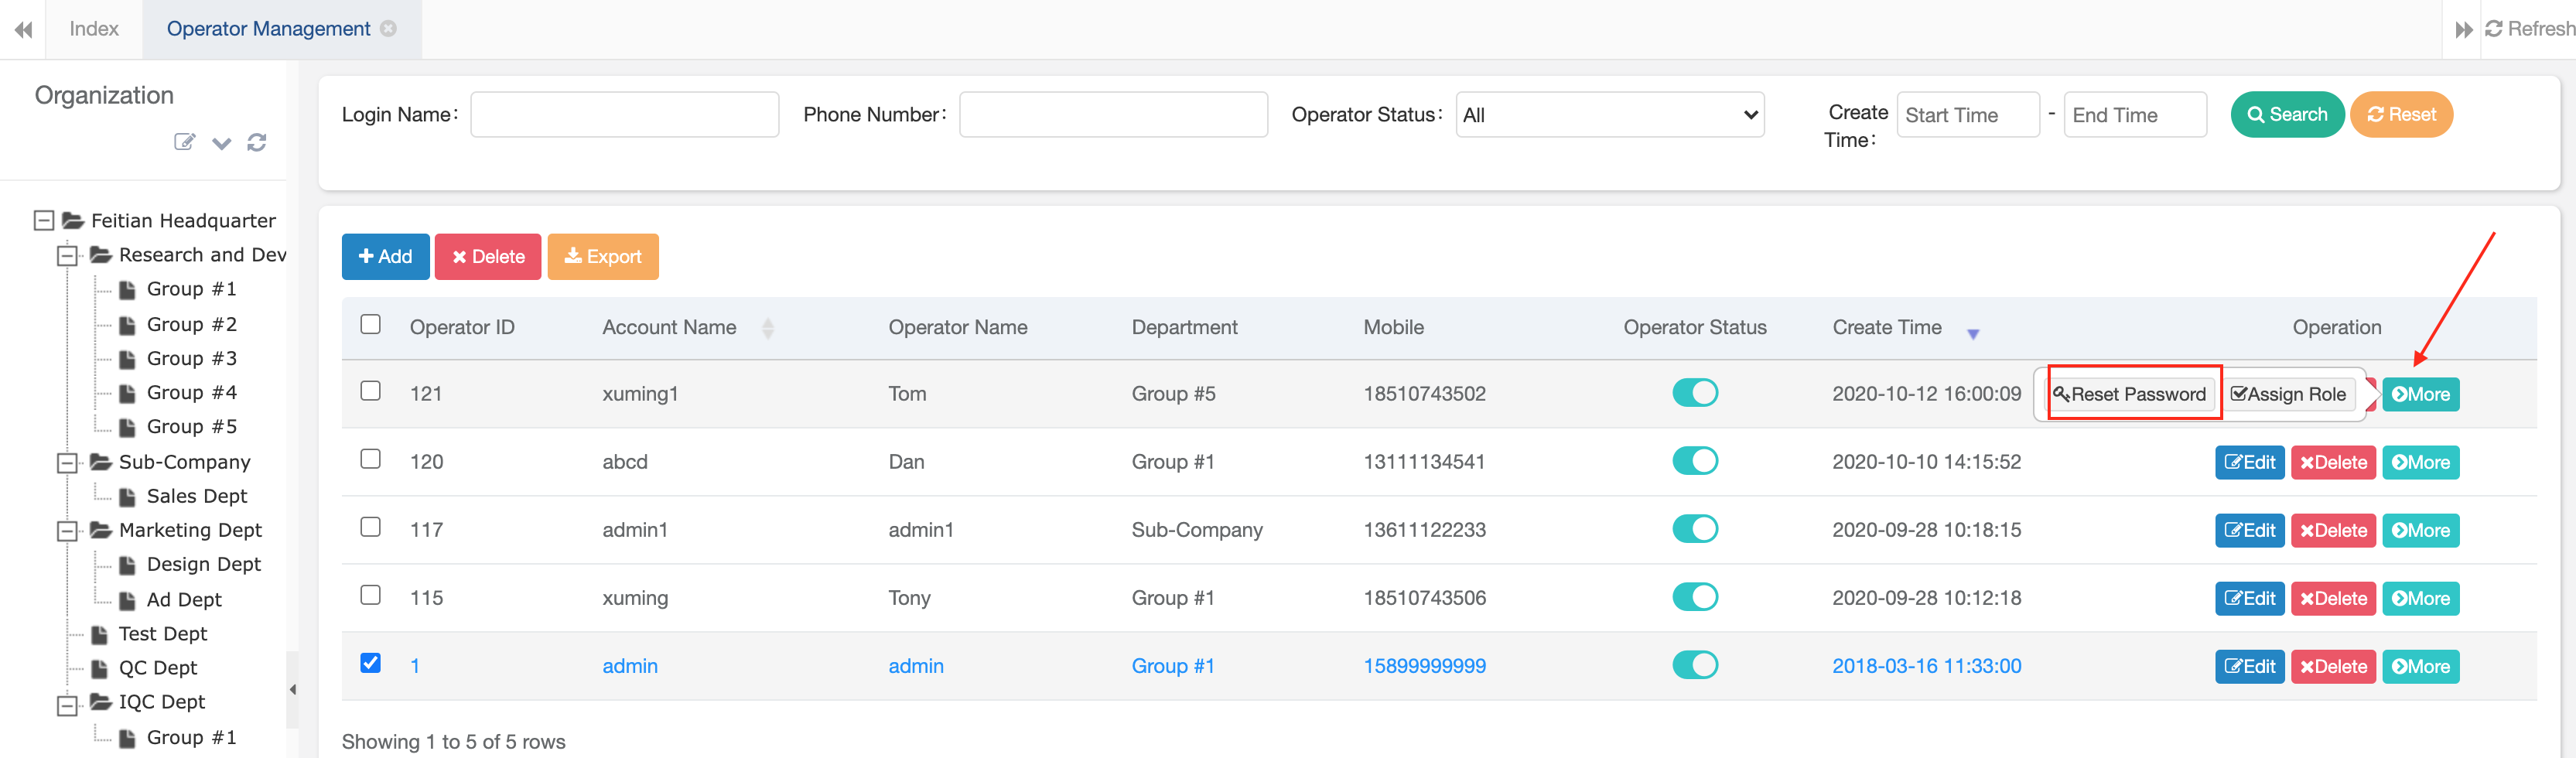 Index
Operator Management
Refresh
Organization
Feitian Headquarter
Research and Dev
Group #1
Group #2
Group #3
Group #4
Group #5
Sub-Company
Sales Dept
Marketing Dept
Design Dept
Ad Dept
Test Dept
QC Dept
IQC Dept
Group #1
Login Name:
Phone Number:
Operator Status: All
Create Time: Start Time - End Time
Search
Reset
Add
Delete
Export
Operator ID Account Name Operator Name Department Mobile Operator Status Create Time Operation
121 xuming1 Tom Group #5 18510743502 2020-10-12 16:00:09 Reset Password Assign Role More
120 abcd Dan Group #1 13111134541 2020-10-10 14:15:52 Edit Delete More
117 admin1 admin1 Sub-Company 13611122233 2020-09-28 10:18:15 Edit Delete More
115 xuming Tony Group #1 18510743506 2020-09-28 10:12:18 Edit Delete More
1 admin admin Group #1 15899999999 2018-03-16 11:33:00 Edit Delete More
Showing 1 to 5 of 5 rows